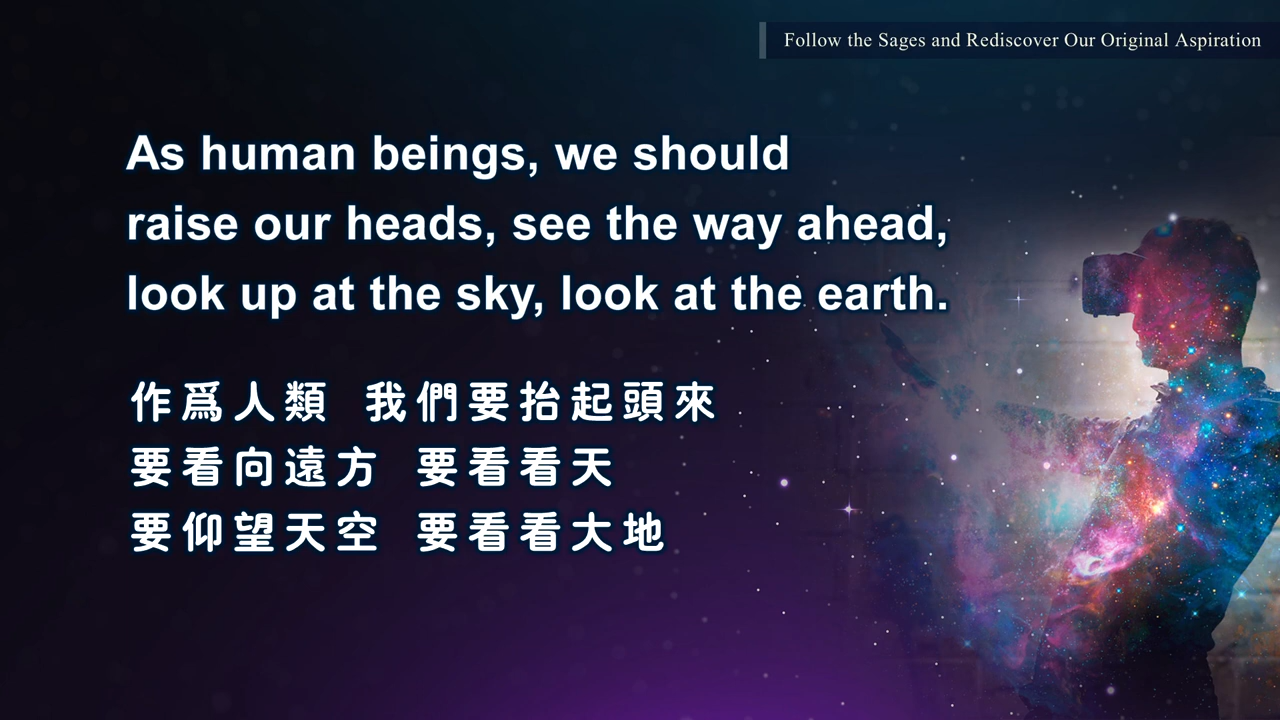 Follow the Sages and Rediscover Our Original Aspiration
As human beings, we should
raise our heads, see the way ahead,
look up at the sky, look at the earth.
作爲人類 我們要抬起頭來
要看向遠方 要看看天
要仰望天空 要看看大地